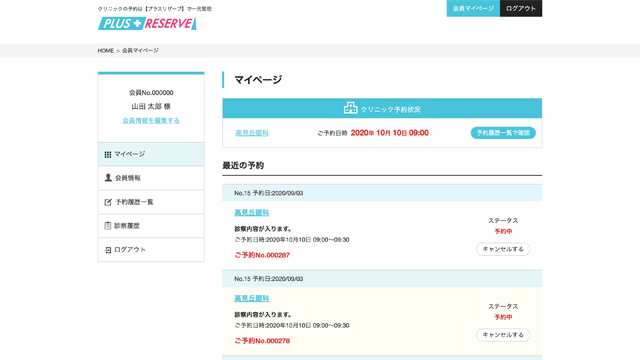 クリニックの予約は【プラスリザーブ】で一元管理
PLUS RESERVE
会員マイページ
ログアウト
HOME > 会員マイページ
会員No.000000
山田 太郎 様
会員情報を編集する
マイページ
会員情報
予約履歴一覧
診察履歴
ログアウト
マイページ
クリニック予約状況
高見丘眼科
ご予約日時 2020年 10月 10日 09:00
予約履歴一覧で確認
最近の予約
No.15 予約日:2020/09/03
高見丘眼科
診察内容が入ります。
ご予約日時:2020年10月10日 09:00〜09:30
ご予約No.000287
ステータス
予約中
キャンセルする
No.15 予約日:2020/09/03
高見丘眼科
診察内容が入ります。
ご予約日時:2020年10月10日 09:00〜09:30
ご予約No.000278
ステータス
予約中
キャンセルする